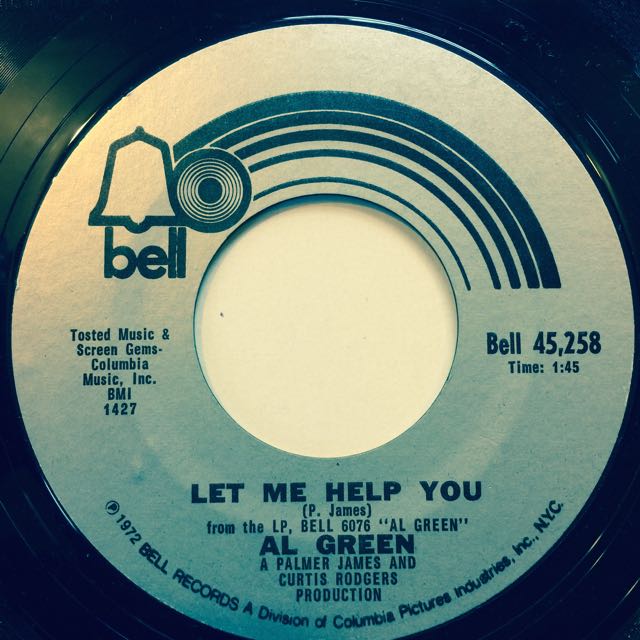 bell
Tosted Music &
Screen Gems-
Columbia
Music, Inc.
BMI
1427
Bell 45,258
Time: 1:45
LET ME HELP YOU
(P. James)
from the LP, BELL 6076 "AL GREEN"
AL GREEN
A PALMER JAMES AND
CURTIS RODGERS
PRODUCTION
℗ 1972 BELL RECORDS A Division of Columbia Pictures Industries, Inc., N.Y.C.